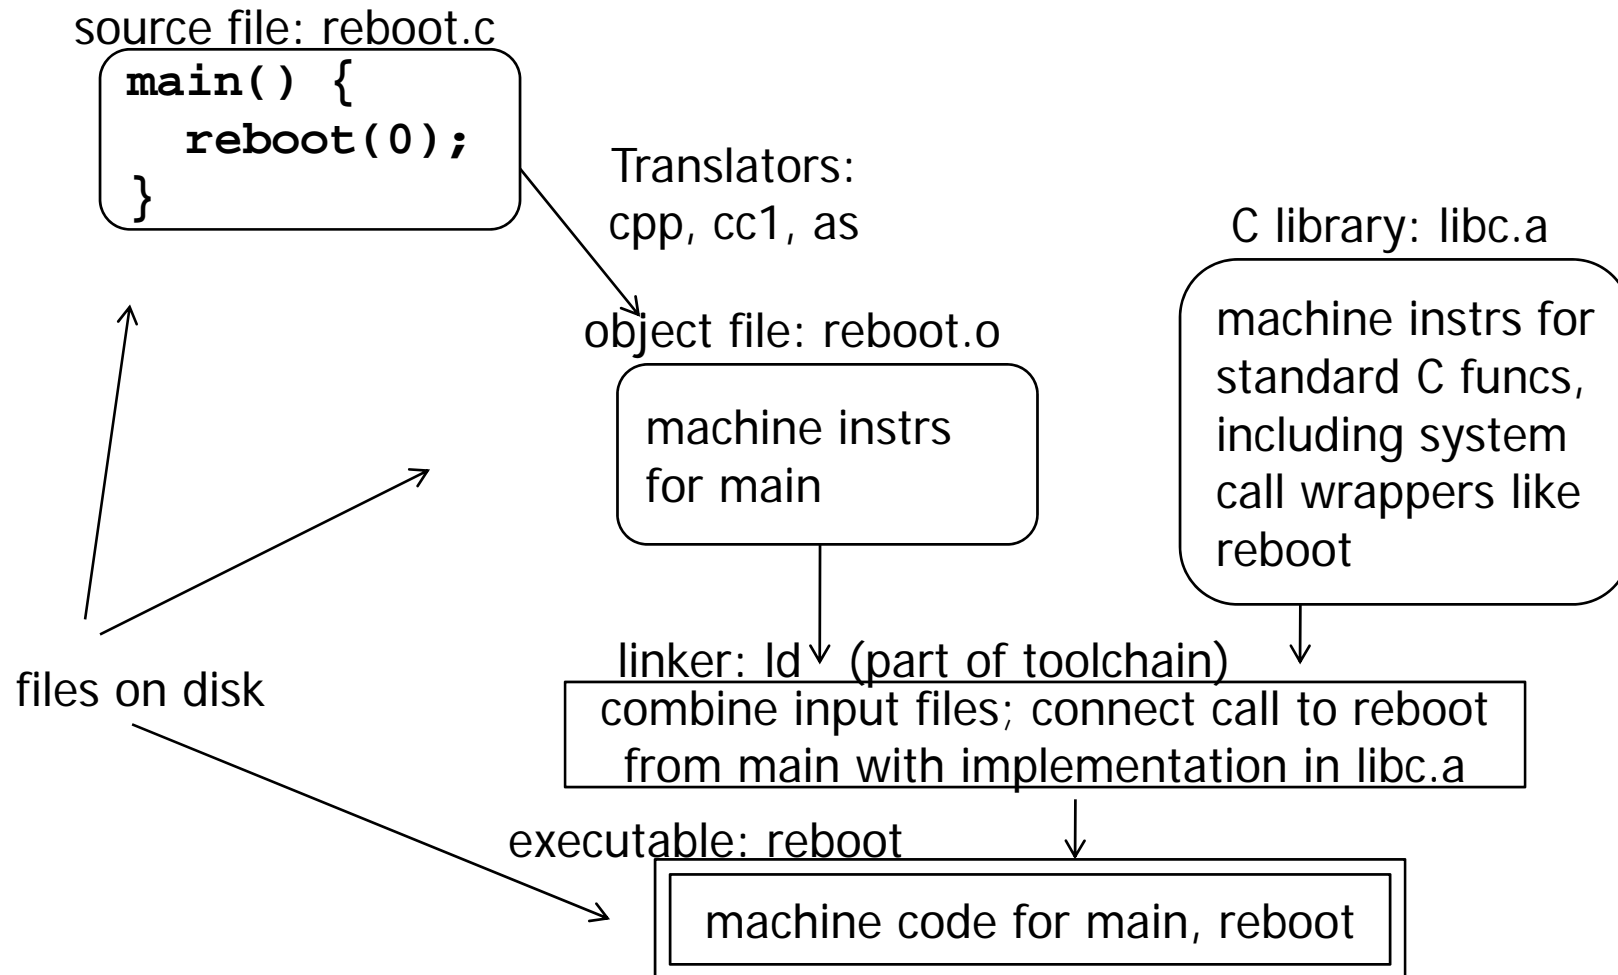 source file: reboot.c
main() {
reboot(0);
}
Translators:
cpp, cc1, as
C library: libc.a
machine instrs for
standard C funcs,
including system
call wrappers like
reboot
object file: reboot.o
machine instrs
for main
files on disk
linker: ld (part of toolchain)
combine input files; connect call to reboot
from main with implementation in libc.a
executable: reboot
machine code for main, reboot